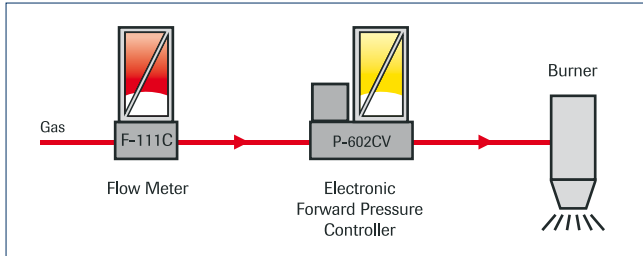 Gas
F-111C
Flow Meter
P-602CV
Electronic
Forward Pressure
Controller
Burner